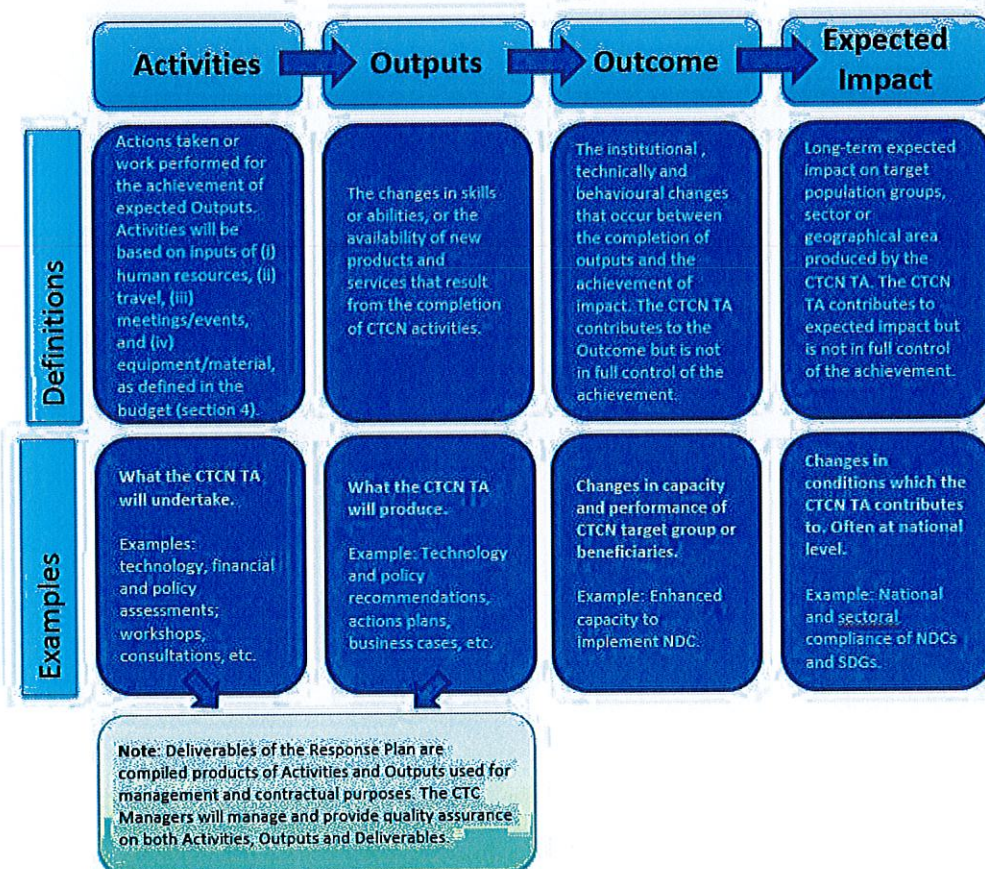 Activities
Outputs
Outcome
Expected
Impact
Definitions
Actions taken or
work performed for
the achievement of
expected Outputs.
Activities will be
based on inputs of (i)
human resources, (ii)
travel, (iii)
meetings/events,
and (iv)
equipment/material,
as defined in the
budget (section 4).
The changes in skills
or abilities, or the
availability of new
products and
services that result
from the completion
of CTCN activities.
The institutional ,
technically and
behavioural changes
that occur between
the completion of
outputs and the
achievement of
impact. The CTCN TA
contributes to the
Outcome but is not
in full control of the
achievement.
Long-term expected
impact on target
population groups,
sector or
geographical area
produced by the
CTCN TA. The CTCN
TA contributes to
expected impact but
is not in full control
of the achievement.
Examples
What the CTCN TA
will undertake.
Examples:
technology, financial
and policy
assessments;
workshops,
consultations, etc.
What the CTCN TA
will produce.
Example: Technology
and policy
recommendations,
actions plans,
business cases, etc.
Changes in capacity
and performance of
CTCN target group or
beneficiaries.
Example: Enhanced
capacity to
implement NDC.
Changes in
conditions which the
CTCN TA contributes
to. Often at national
level.
Example: National
and sectoral
compliance of NDCs
and SDGs.
Note: Deliverables of the Response Plan are
compiled products of Activities and Outputs used for
management and contractual purposes. The CTC
Managers will manage and provide quality assurance
on both Activities, Outputs and Deliverables.